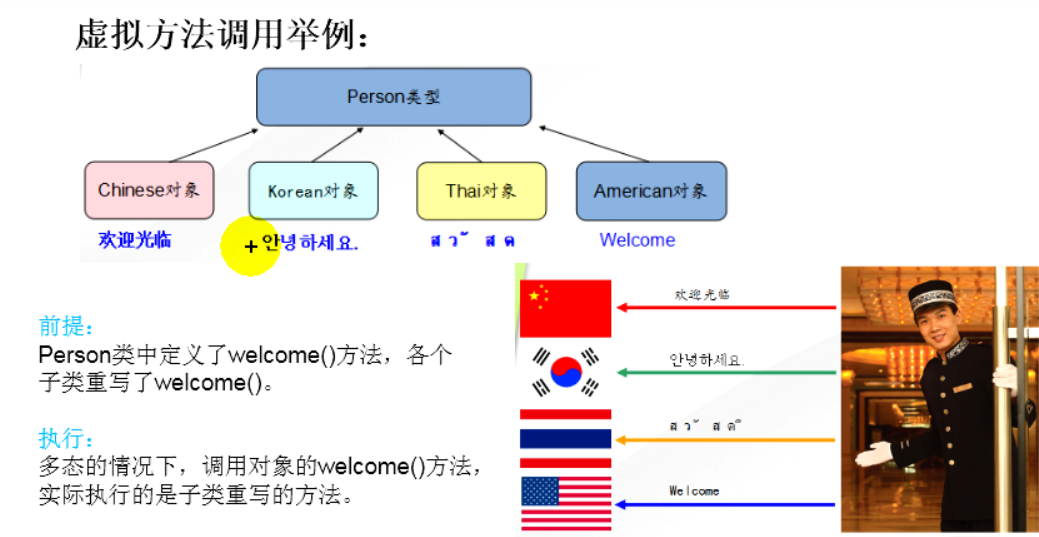 虚拟方法调用举例：
Person类型
Chinese对象
Korean对象
Thai对象
American对象
欢迎光临
안녕하세요.
ส ว ั ส ด
Welcome
欢迎光临
안녕하세요.
ส ว ั ส ด ี
Welcome
前提：
Person类中定义了welcome()方法，各个
子类重写了welcome()。
执行：
多态的情况下，调用对象的welcome()方法，
实际执行的是子类重写的方法。